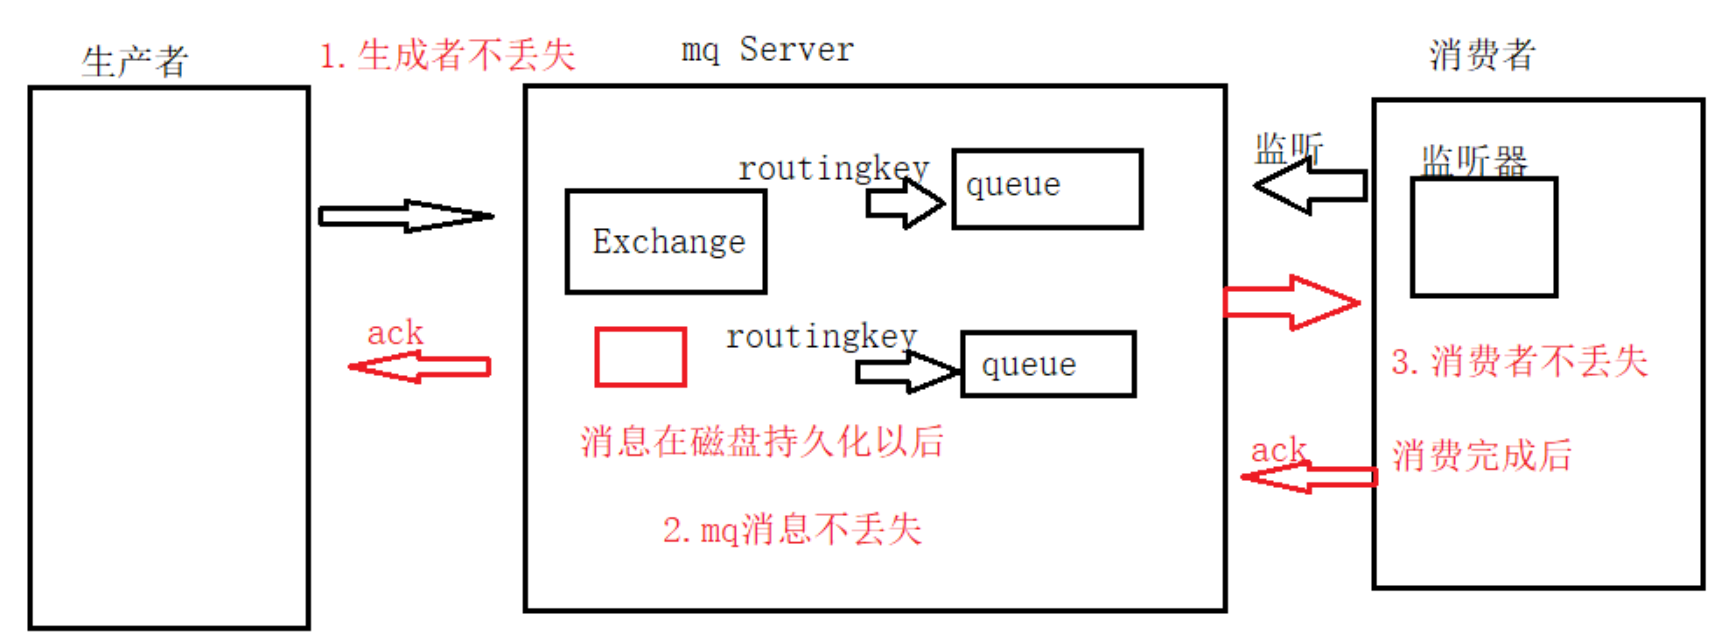 生产者
1.生成者不丢失
mq Server
消费者
监听
监听器
routingkey
queue
Exchange
ack
routingkey
queue
3.消费者不丢失
消息在磁盘持久化以后
ack
消费完成后
2.mq消息不丢失